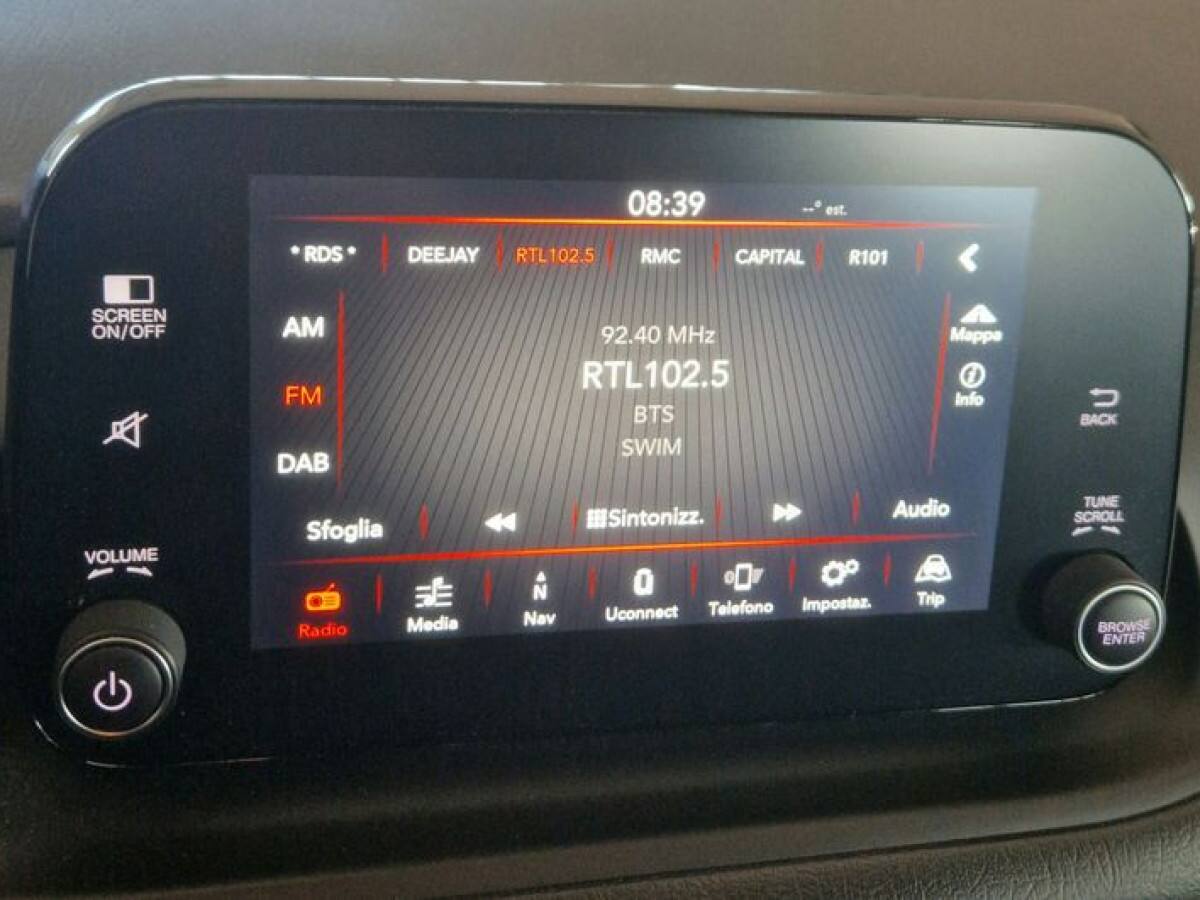 08:39
--° est.
* RDS * DEEJAY RTL102.5 RMC CAPITAL R101
SCREEN
ON/OFF
AM
FM
DAB
92.40 MHz
RTL102.5
BTS
SWIM
Mappa
Info
BACK
TUNE
SCROLL
Sfoglia Sintonizz. Audio
VOLUME
Radio Media N Nav Uconnect Telefono Impostaz. Trip
BROWSE
ENTER